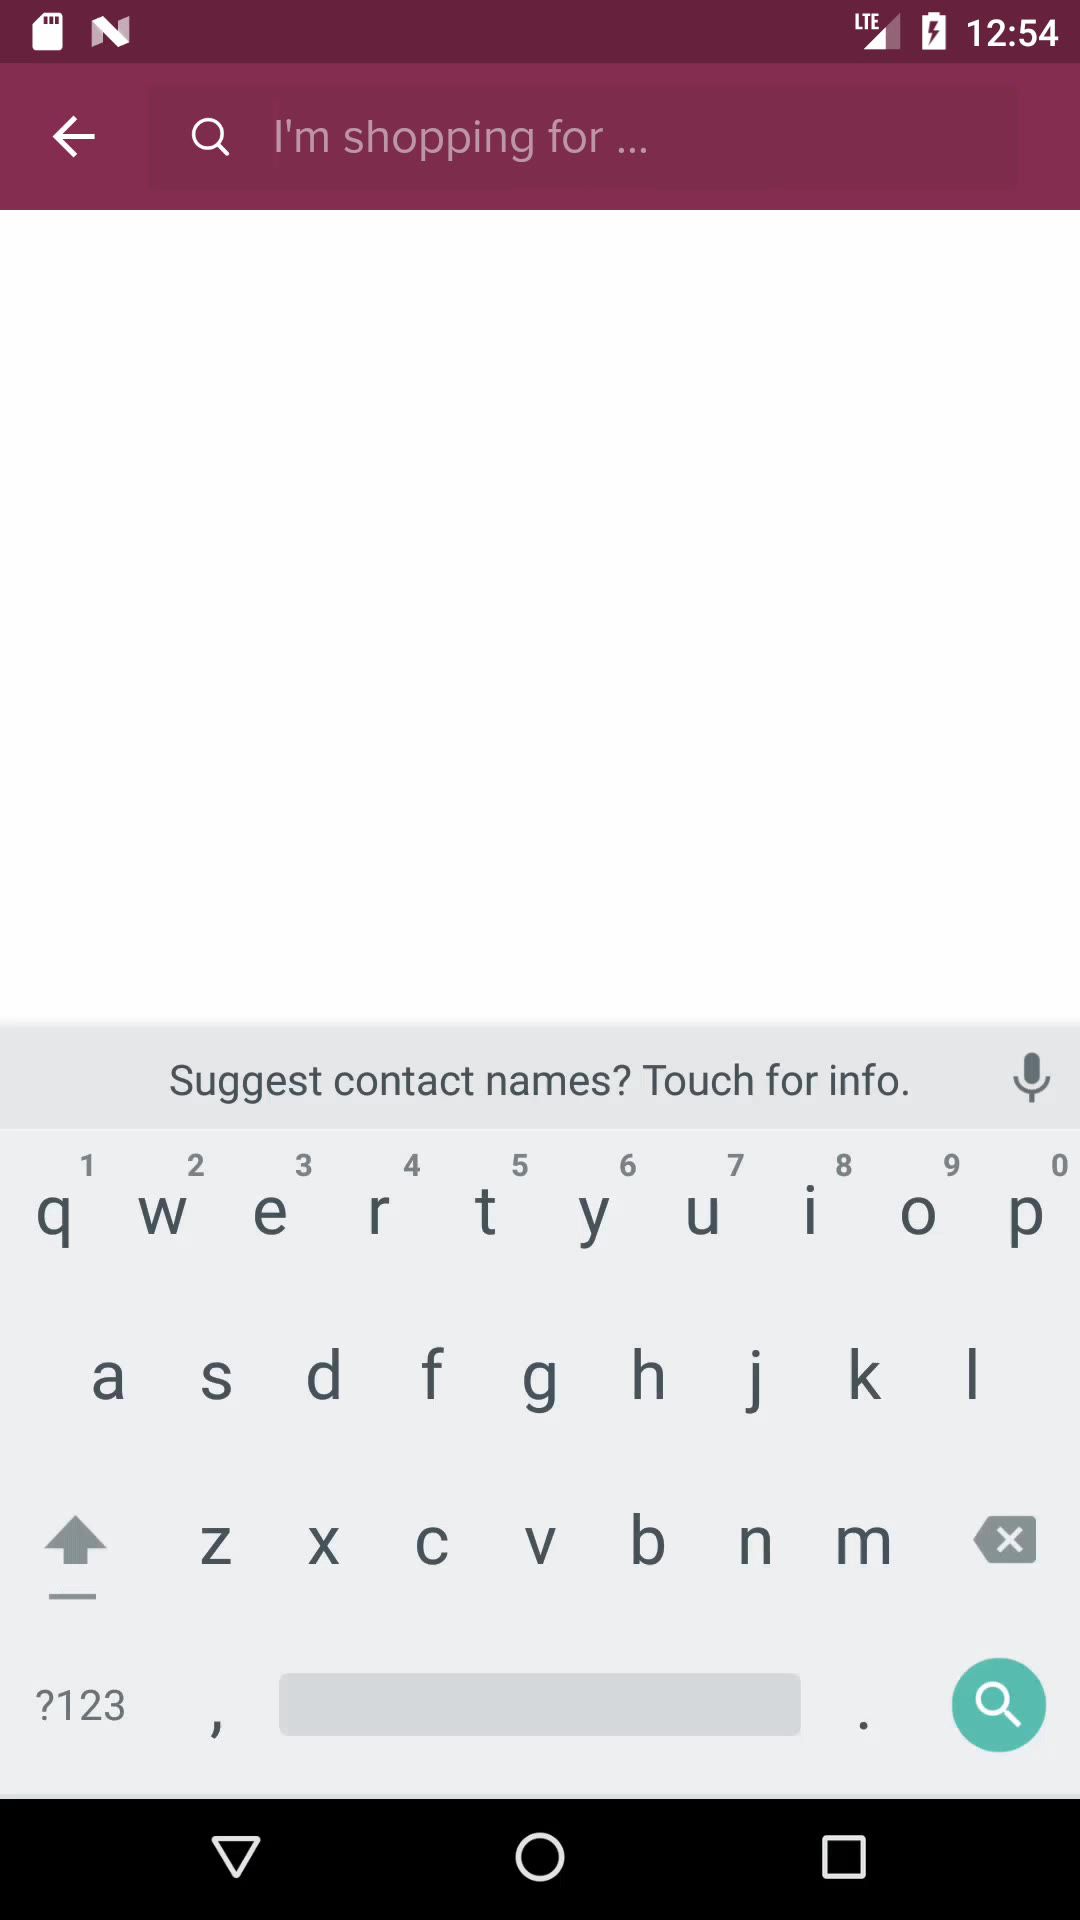 LTE 12:54
I'm shopping for ...
Suggest contact names? Touch for info.
1 2 3 4 5 6 7 8 9 0
q w e r t y u i o p
a s d f g h j k l
z x c v b n m
?123 , .